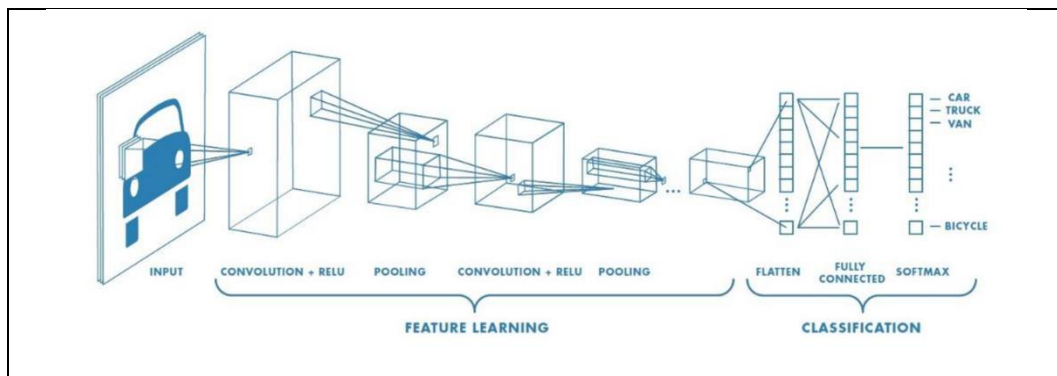 CAR
TRUCK
VAN
BICYCLE
INPUT
CONVOLUTION + RELU
POOLING
CONVOLUTION + RELU
POOLING
FLATTEN
FULLY
CONNECTED
SOFTMAX
FEATURE LEARNING
CLASSIFICATION